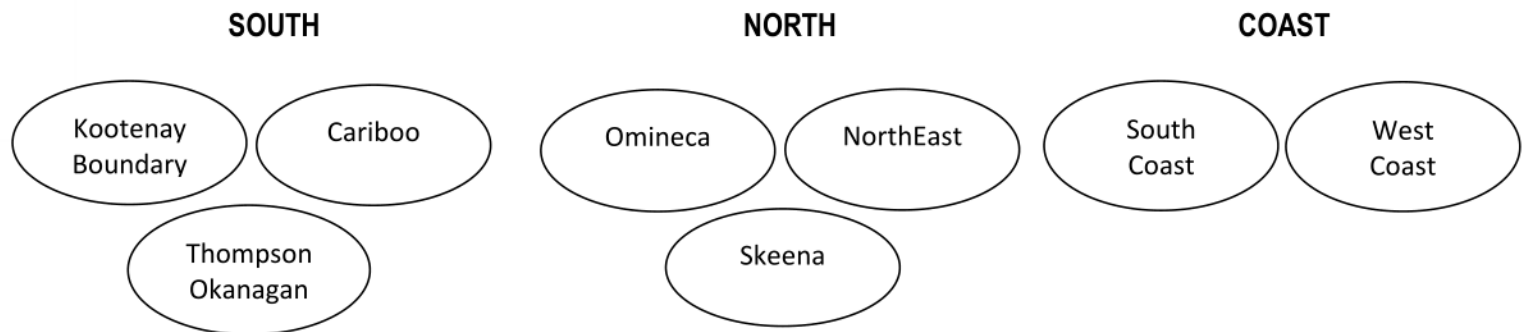 SOUTH
Kootenay
Boundary
Cariboo
Thompson
Okanagan
NORTH
Omineca
NorthEast
Skeena
COAST
South
Coast
West
Coast